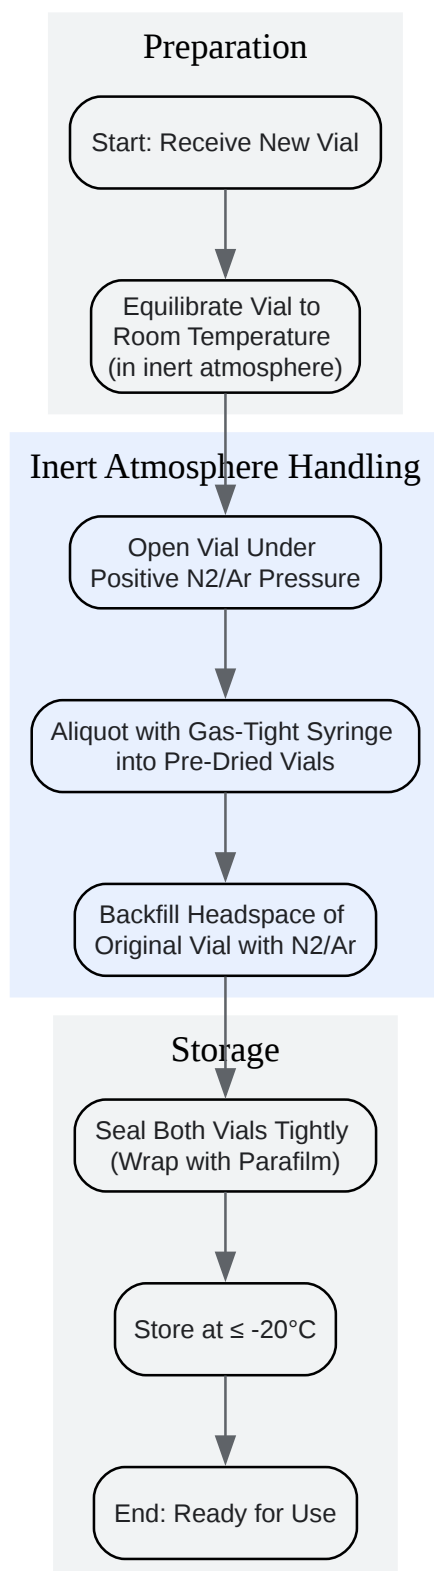 Preparation
Start: Receive New Vial
Equilibrate Vial to
Room Temperature
(in inert atmosphere)
Inert Atmosphere Handling
Open Vial Under
Positive N2/Ar Pressure
Aliquot with Gas-Tight Syringe
into Pre-Dried Vials
Backfill Headspace of
Original Vial with N2/Ar
Storage
Seal Both Vials Tightly
(Wrap with Parafilm)
Store at ≤ -20°C
End: Ready for Use